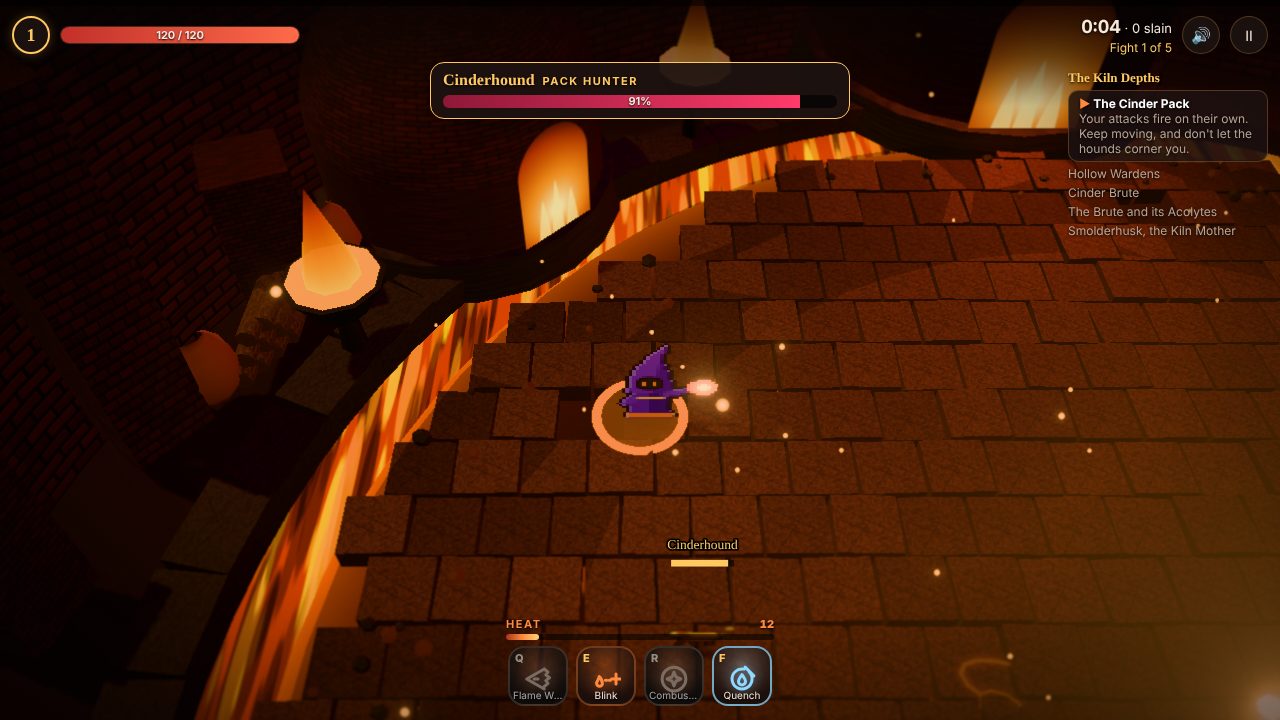 1
120 / 120
Cinderhound PACK HUNTER
91%
0:04 · 0 slain
Fight 1 of 5
The Kiln Depths
▶ The Cinder Pack
Your attacks fire on their own.
Keep moving, and don't let the
hounds corner you.
Hollow Wardens
Cinder Brute
The Brute and its Acolytes
Smolderhusk, the Kiln Mother
Cinderhound
HEAT 12
Q E R F
Flame W... Blink Combus... Quench